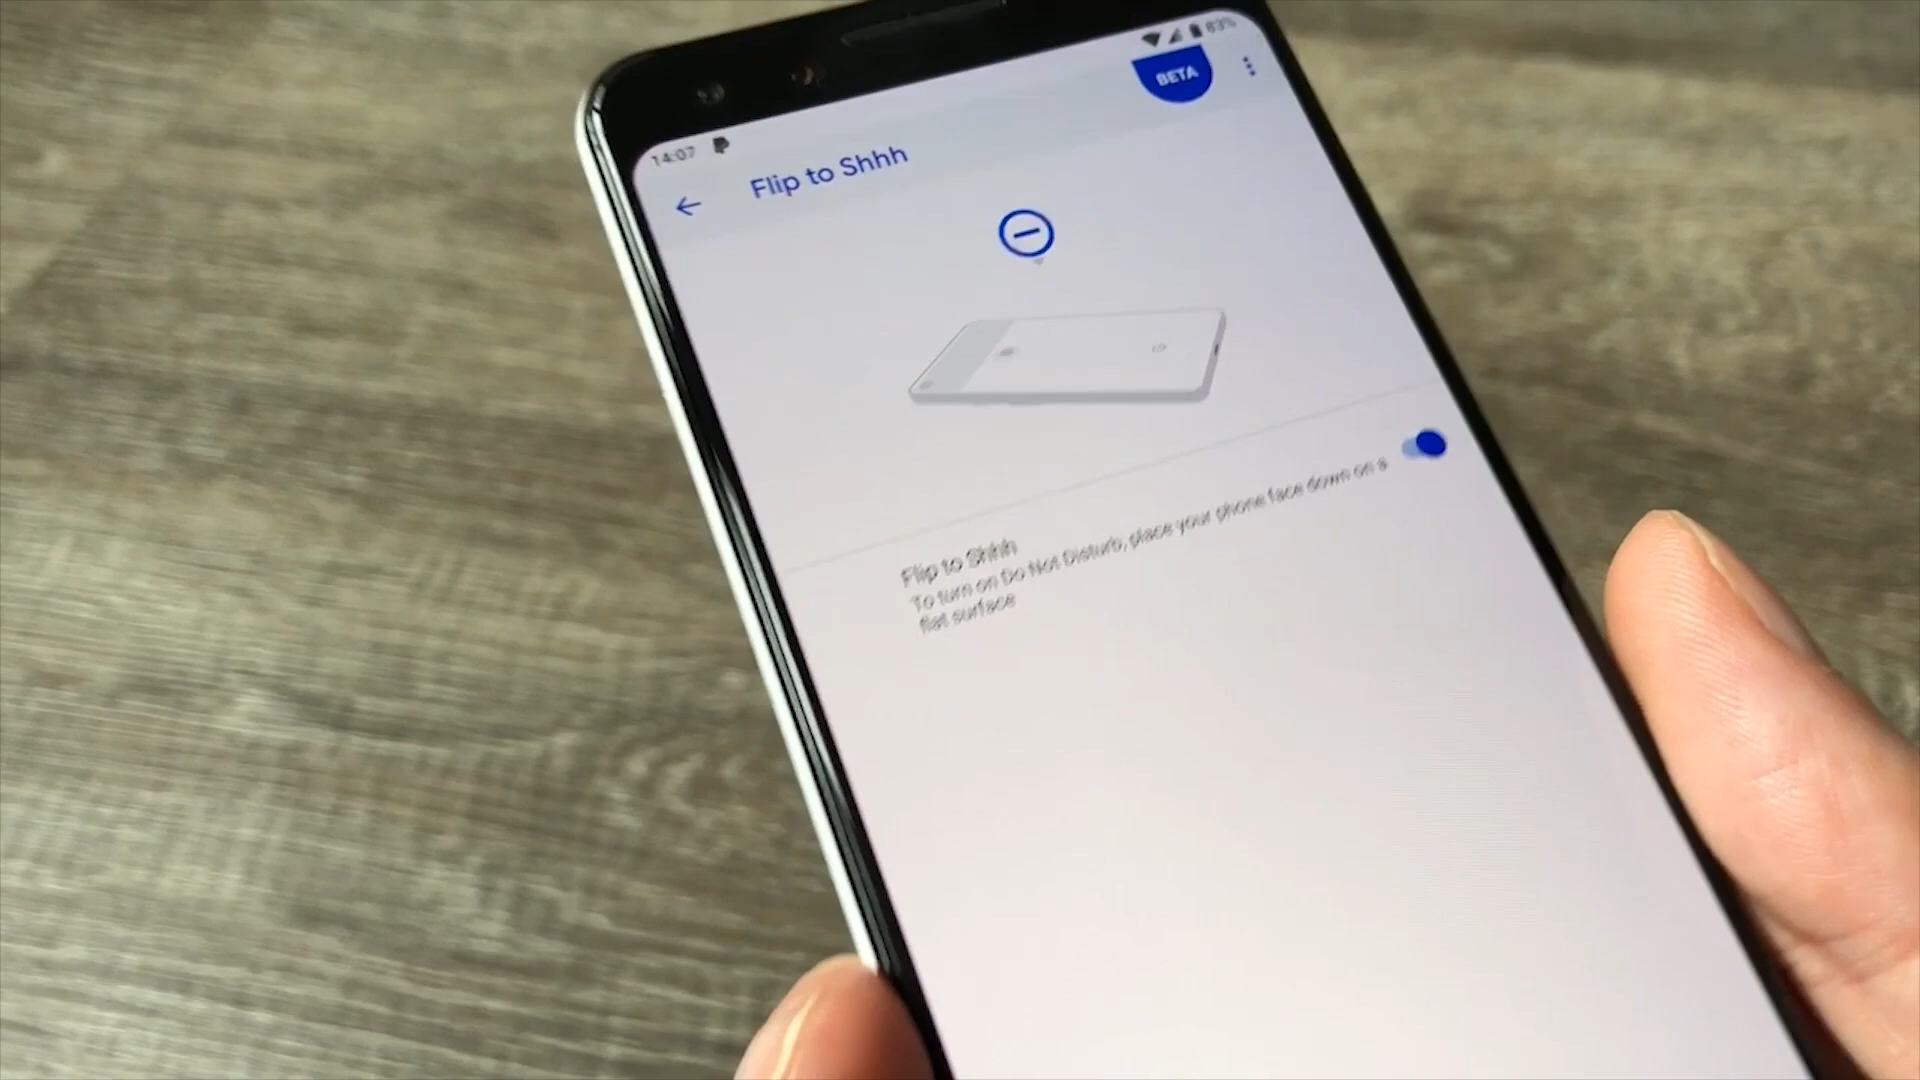 14:07
83%
BETA
Flip to Shhh
Flip to Shhh
To turn on Do Not Disturb, place your phone face down on a
flat surface